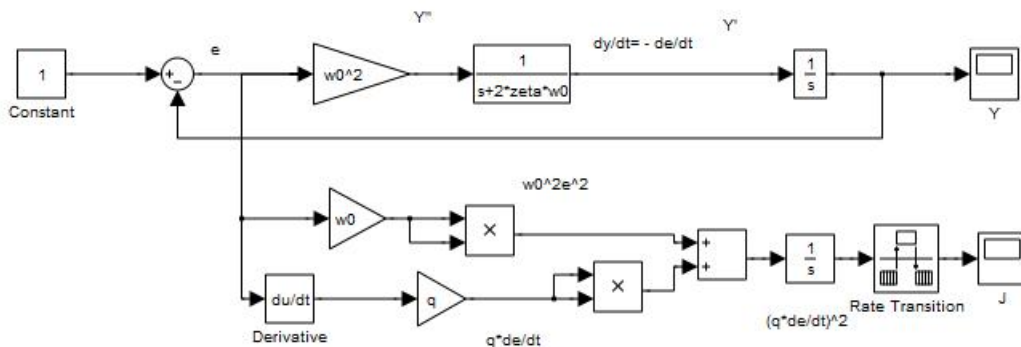 Y"
Y'
e
dy/dt= - de/dt
1
+
-
w0^2
1
s+2*zeta*w0
1
s
Constant
Y
w0^2e^2
w0
×
+
+
1
s
du/dt
q
×
Rate Transition
J
Derivative
q*de/dt
(q*de/dt)^2